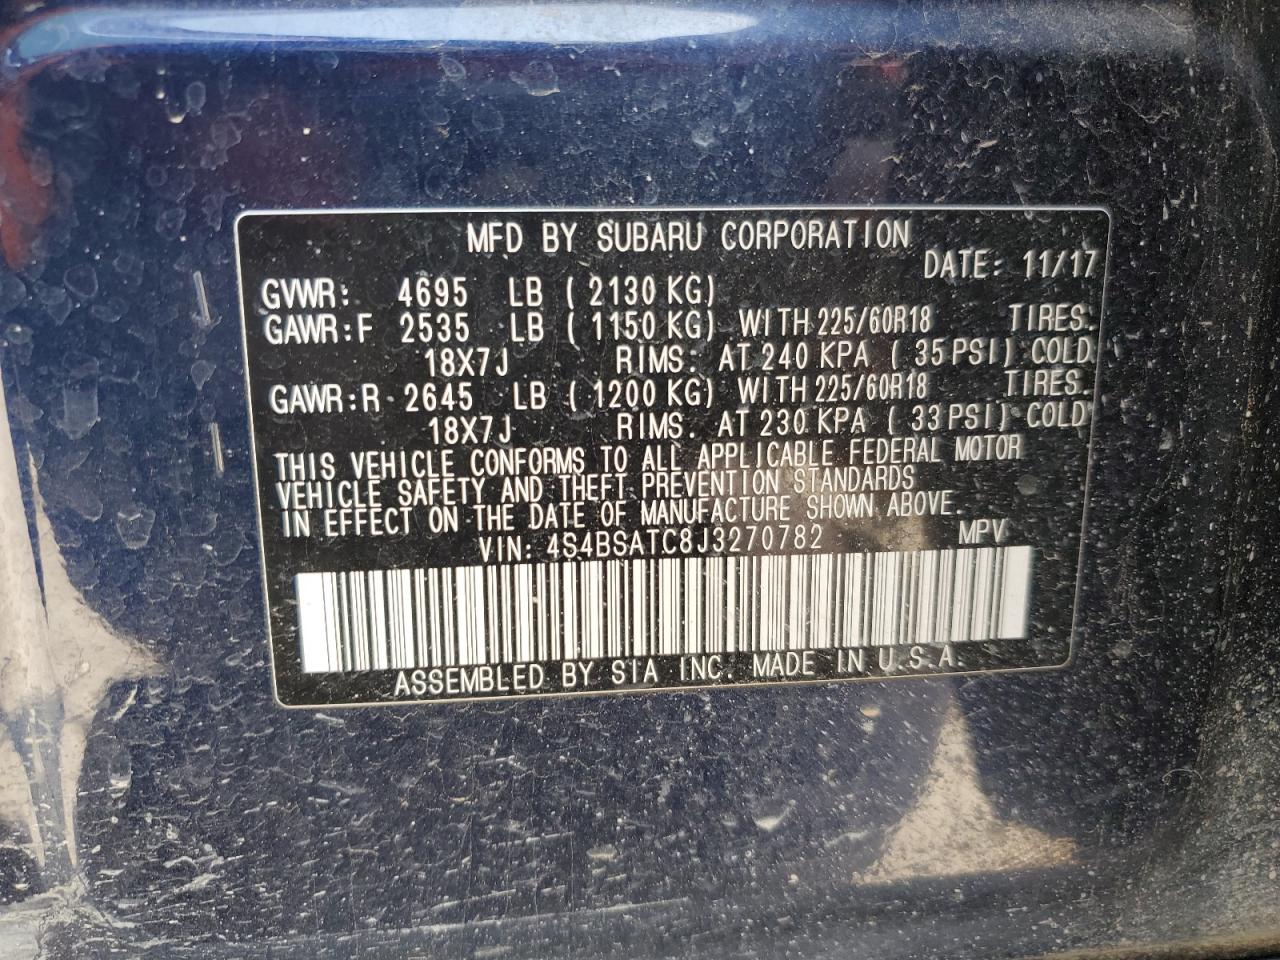 MFD BY SUBARU CORPORATION
DATE: 11/17
GVWR: 4695 LB ( 2130 KG)
GAWR:F 2535 LB ( 1150 KG) WITH 225/60R18 TIRES.
18X7J RIMS: AT 240 KPA ( 35 PSI) COLD
GAWR:R 2645 LB ( 1200 KG) WITH 225/60R18 TIRES.
18X7J RIMS. AT 230 KPA ( 33 PSI) COLD
THIS VEHICLE CONFORMS TO ALL APPLICABLE FEDERAL MOTOR
VEHICLE SAFETY AND THEFT PREVENTION STANDARDS
IN EFFECT ON THE DATE OF MANUFACTURE SHOWN ABOVE.
VIN: 4S4BSATC8J3270782 MPV
ASSEMBLED BY SIA INC. MADE IN U.S.A.